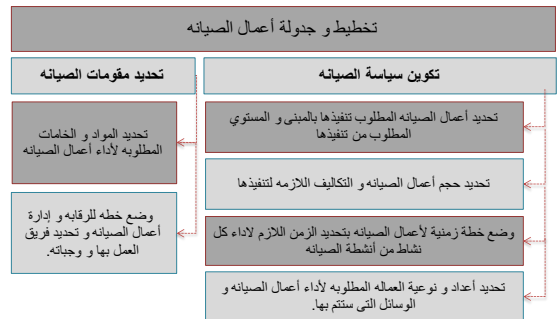 تخطيط و جدولة أعمال الصيانه
تكوين سياسة الصيانه
تحديد أعمال الصيانه المطلوب تنفيذها بالمبنى و المستوي
المطلوب من تنفيذها
تحديد حجم أعمال الصيانه و التكاليف اللازمه لتنفيذها
وضع خطة زمنية لأعمال الصيانه بتحديد الزمن اللازم لاداء كل
نشاط من أنشطة الصيانه
تحديد أعداد و نوعية العماله المطلوبه لأداء أعمال الصيانه و
الوسائل التى ستتم بها.
تحديد مقومات الصيانه
تحديد المواد و الخامات
المطلوبه لأداء أعمال الصيانه
وضع خطه للرقابه و إدارة
أعمال الصيانه و تحديد فريق
العمل بها و وجباته.